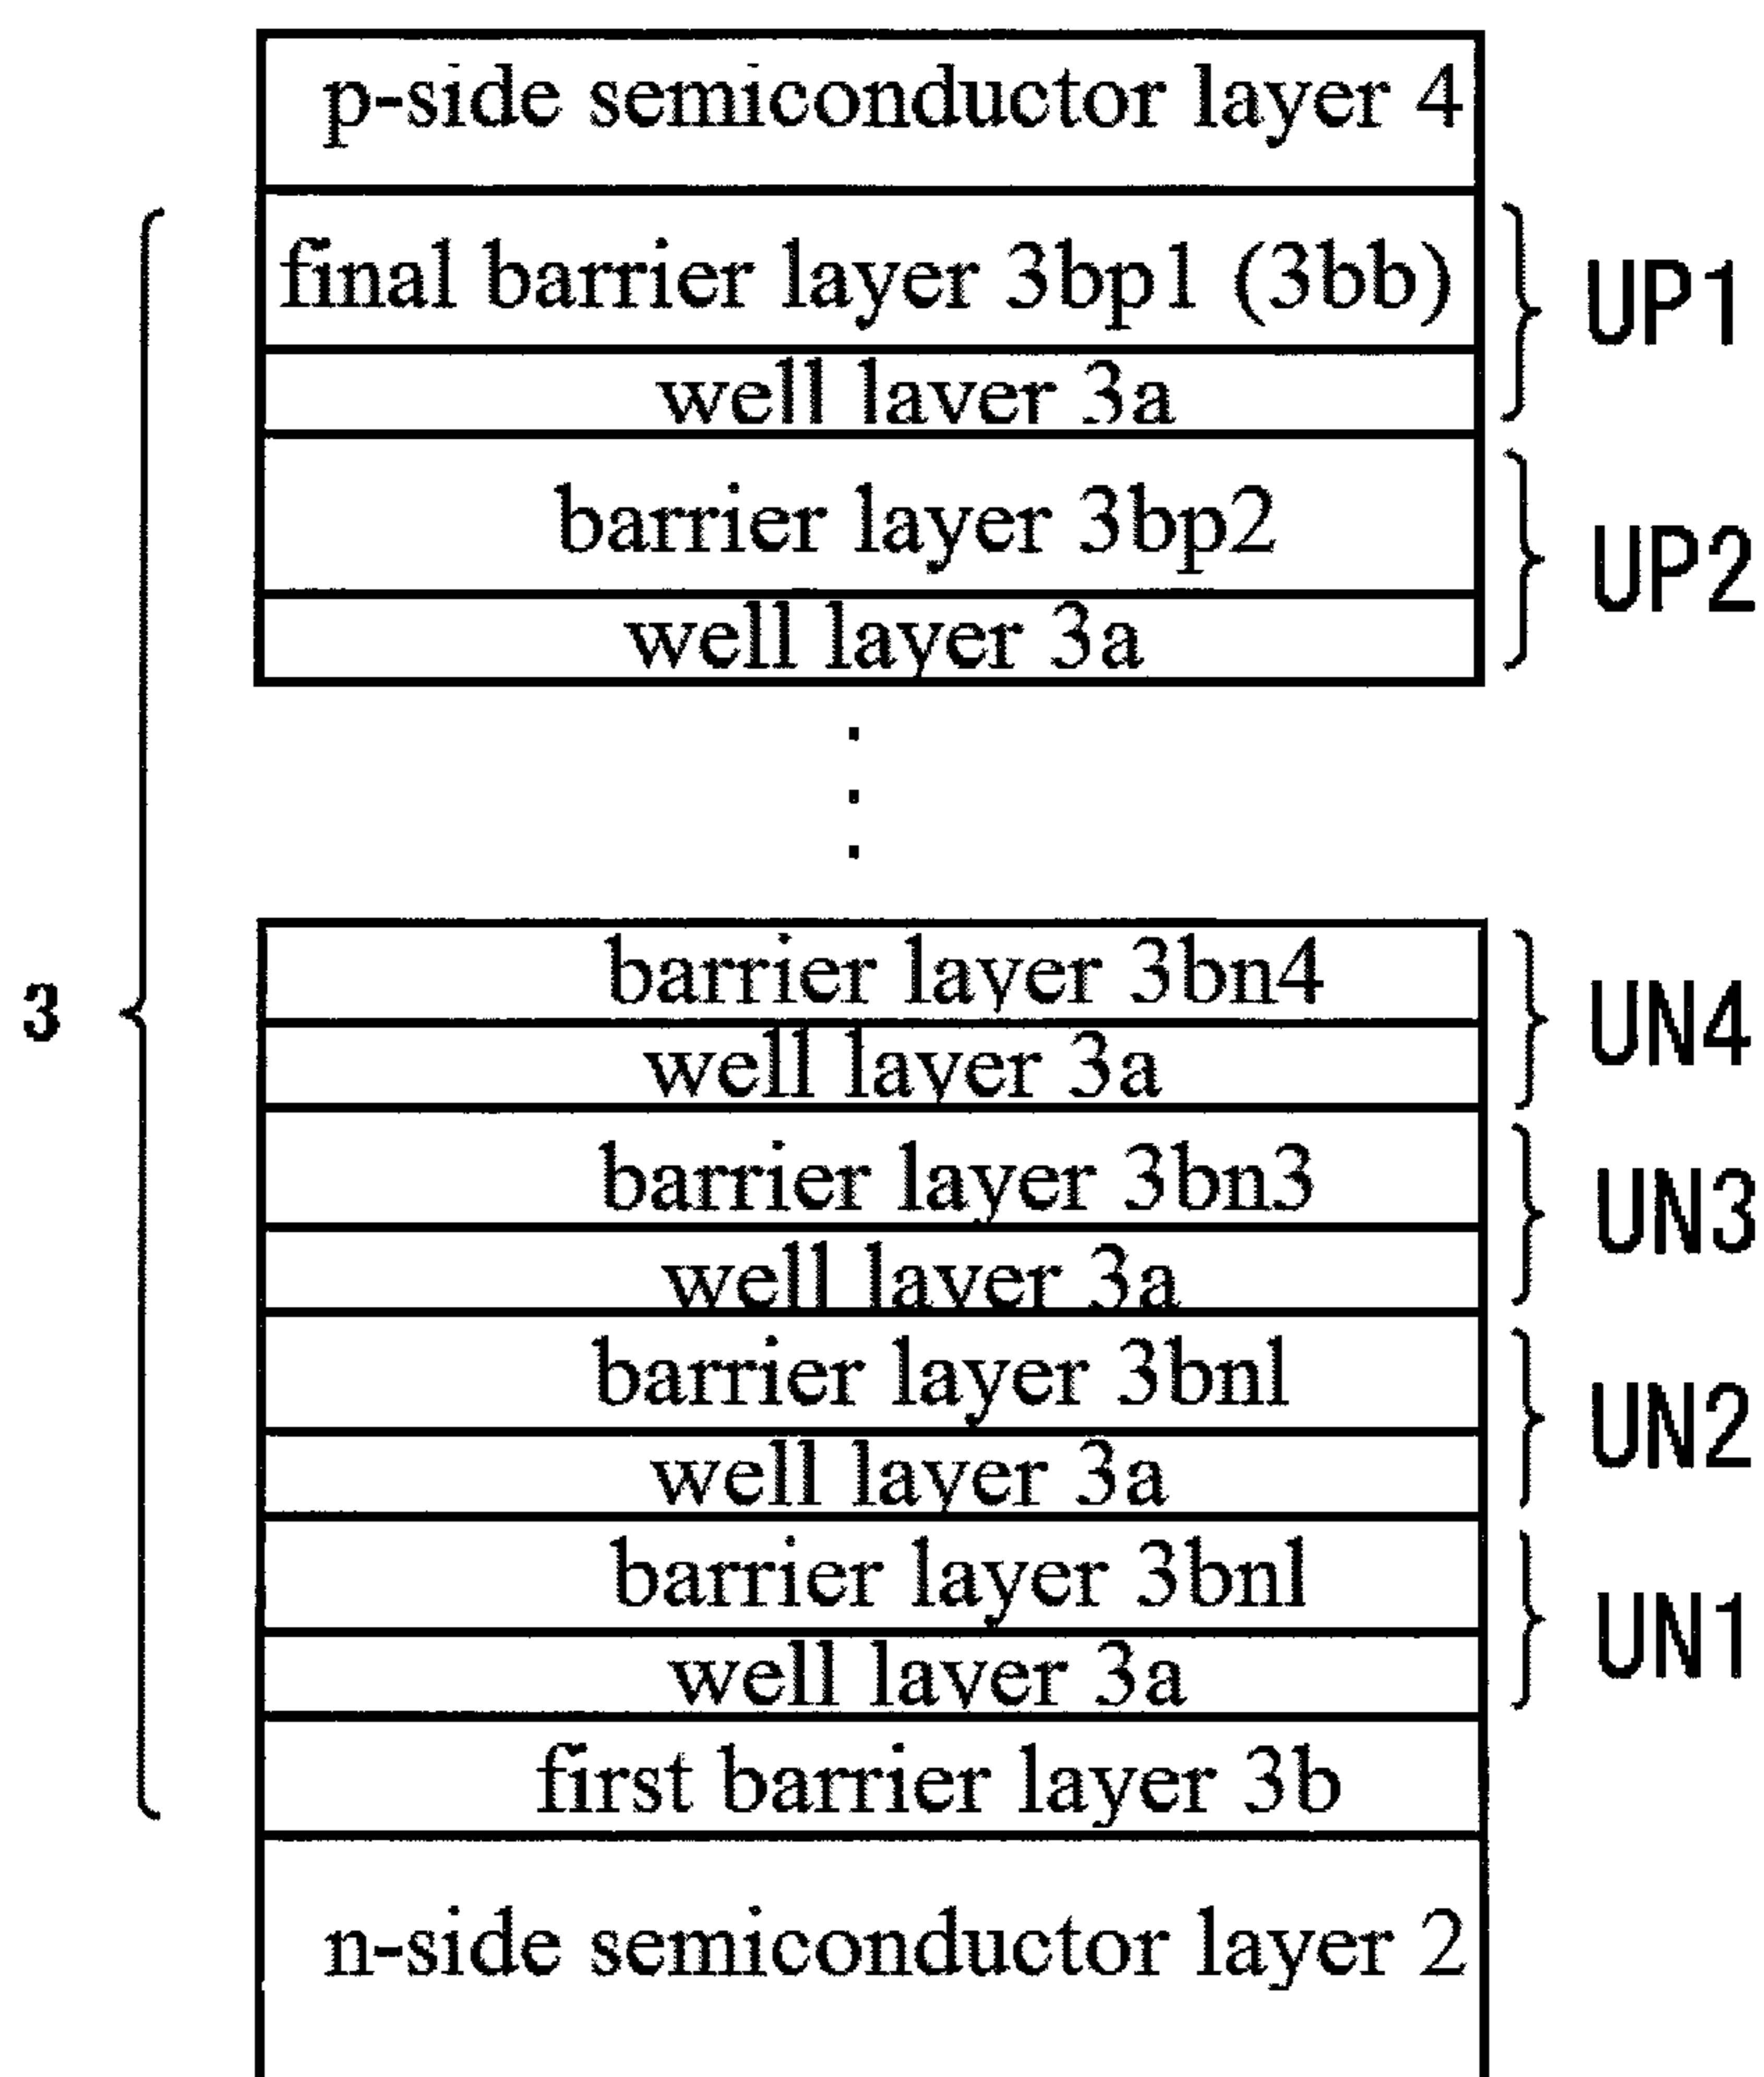 p-side semiconductor layer 4
final barrier layer 3bp1 (3bb)
UP1
well laver 3a
barrier layer 3bp2
UP2
well layer 3a
3
barrier layer 3bn4
UN4
well layer 3a
barrier layer 3bn3
UN3
well layer 3a
barrier layer 3bnl
UN2
well layer 3a
barrier layer 3bnl
UN1
well laver 3a
first barrier layer 3b
n-side semiconductor layer 2